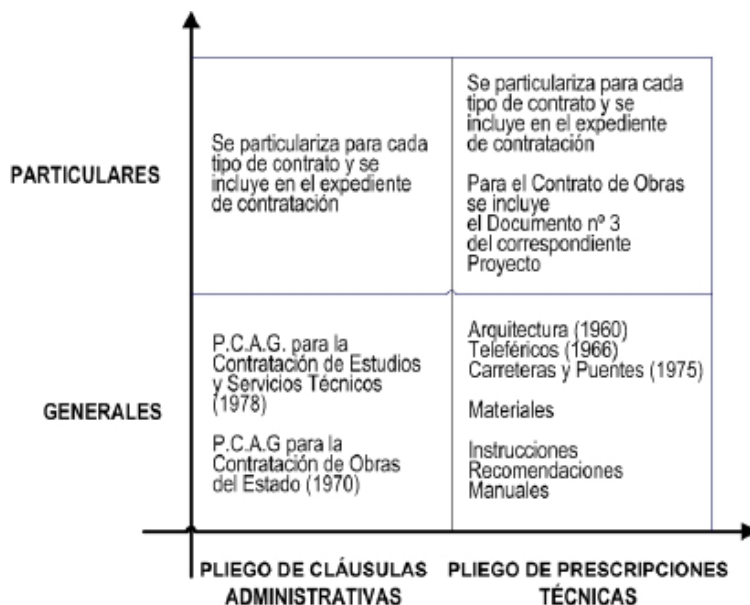 PARTICULARES
Se particulariza para cada
tipo de contrato y se
incluye en el expediente
de contratación
Se particulariza para cada
tipo de contrato y se
incluye en el expediente
de contratación
Para el Contrato de Obras
se incluye
el Documento nº 3
del correspondiente
Proyecto
GENERALES
P.C.A.G. para la
Contratación de Estudios
y Servicios Técnicos
(1978)
P.C.A.G para la
Contratación de Obras
del Estado (1970)
Arquitectura (1960)
Teleféricos (1966)
Carreteras y Puentes (1975)
Materiales
Instrucciones
Recomendaciones
Manuales
PLIEGO DE CLÁUSULAS
ADMINISTRATIVAS
PLIEGO DE PRESCRIPCIONES
TÉCNICAS